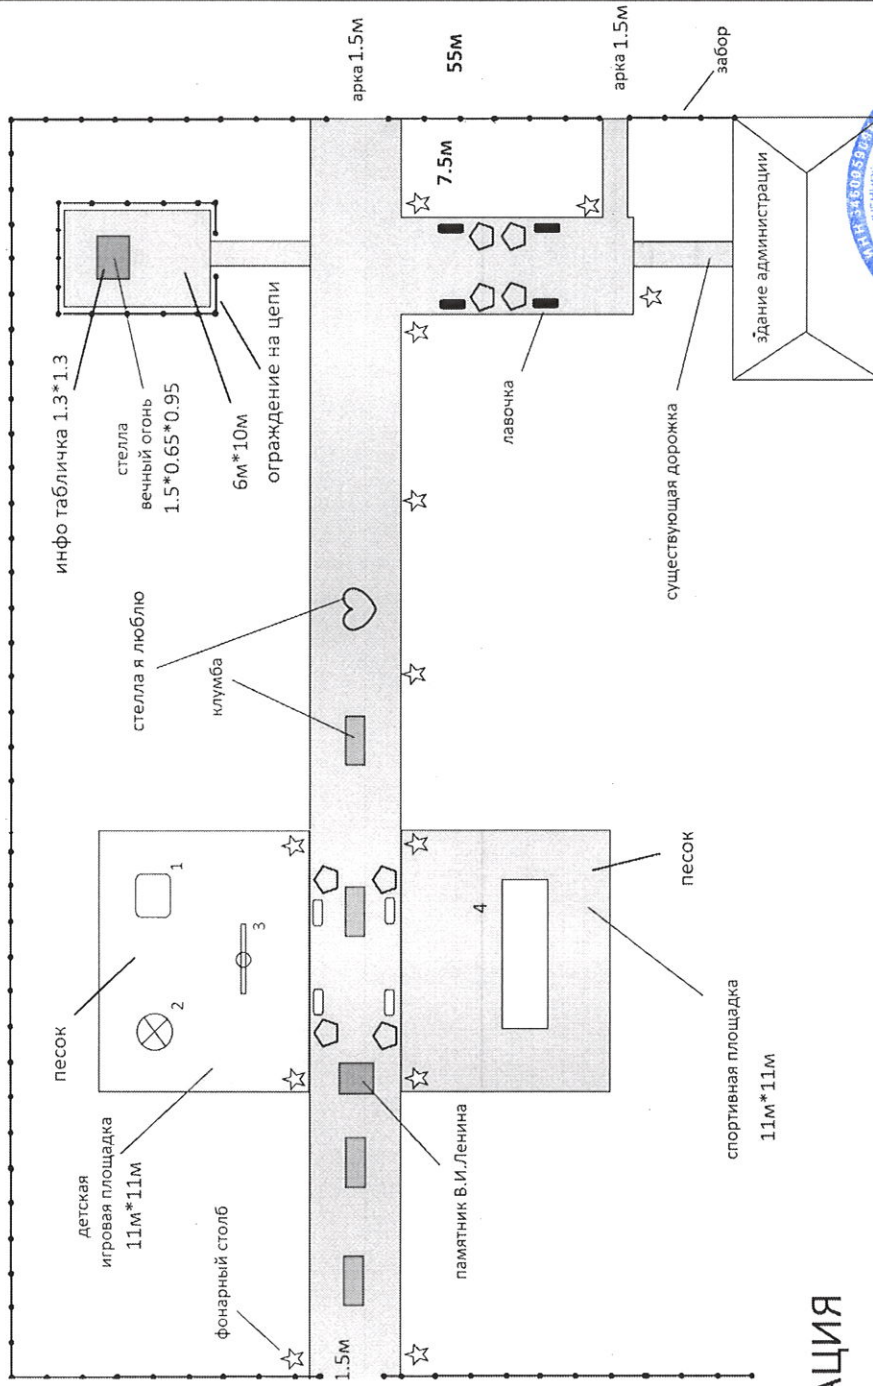 арка 1.5м
55м
арка 1.5м
забор
7.5м
инфо табличка 1.3*1.3
стелла
вечный огонь
1.5*0.65*0.95
6м*10м
ограждение на цепи
лавочка
здание администрации
существующая дорожка
стелла я люблю
клумба
песок
1
2
3
4
песок
детская
игровая площадка
11м*11м
фонарный столб
памятник В.И.Ленина
спортивная площадка
11м*11м
1.5м
АЦИЯ